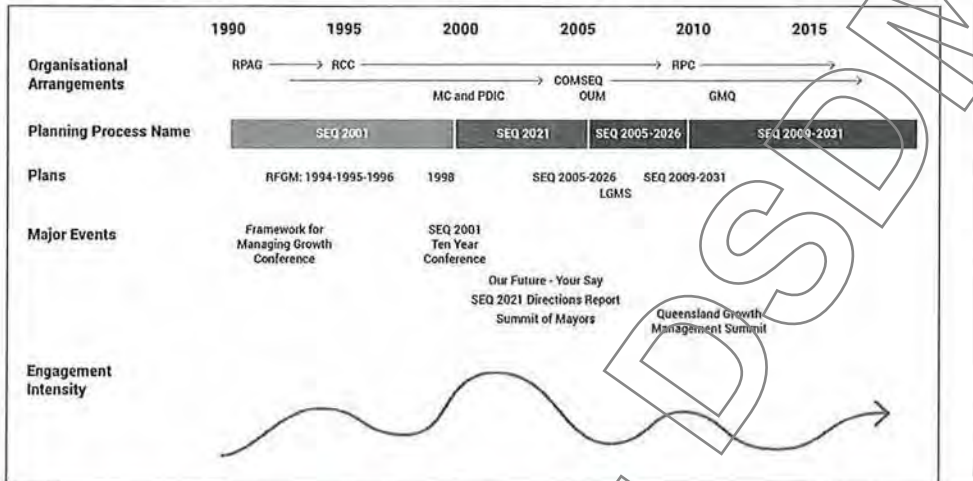 1990 1995 2000 2005 2010 2015
Organisational
Arrangements
RPAG RCC RPC
COMSEQ
MC and PDIC OUM GMQ
Planning Process Name SEQ 2001 SEQ 2021 SEQ 2005-2026 SEQ 2009-2031
Plans RFGM: 1994-1995-1996 1998 SEQ 2005-2026 SEQ 2009-2031
LGMS
Major Events
Framework for
Managing Growth
Conference
SEQ 2001
Ten Year
Conference
Our Future - Your Say
SEQ 2021 Directions Report
Summit of Mayors
Queensland Growth
Management Summit
Engagement
Intensity
DSDM